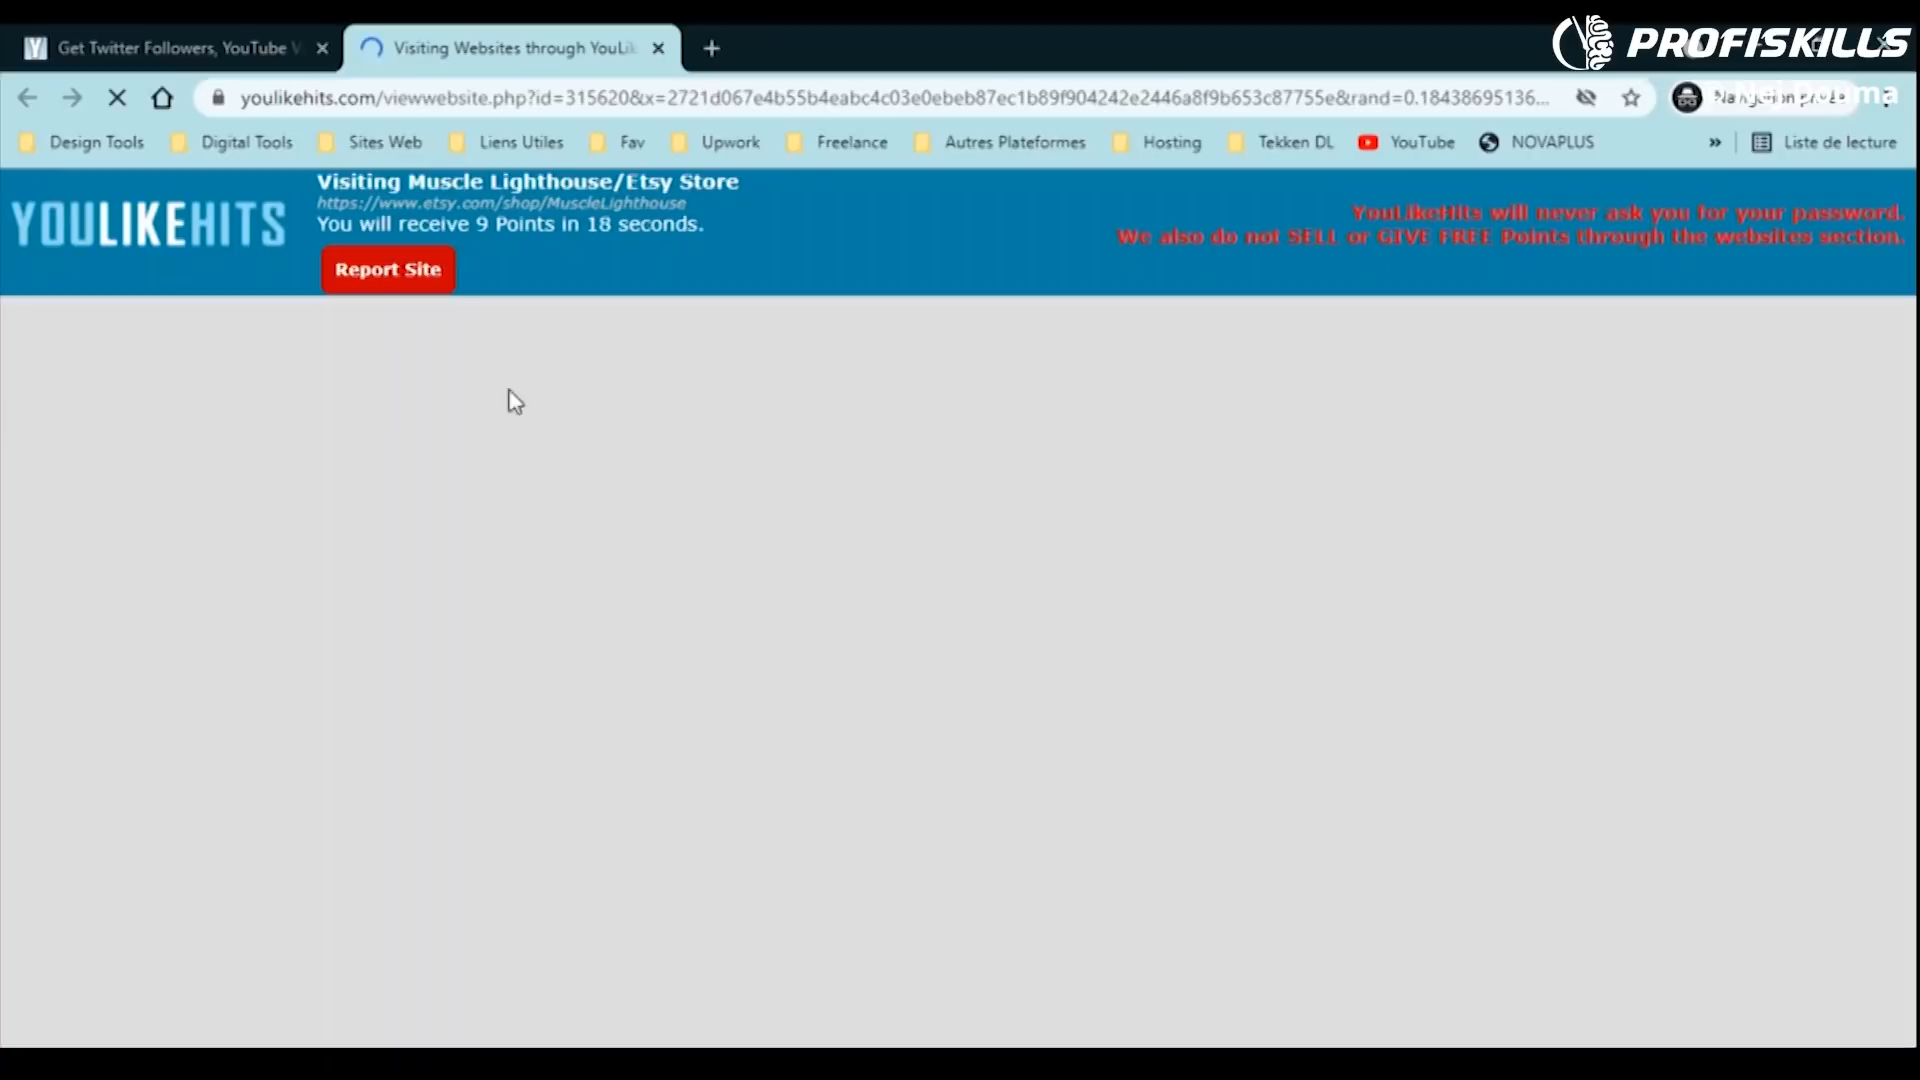 PROFISKILLS
Get Twitter Followers, YouTube V
Visiting Websites through YouLi
youlikehits.com/viewwebsite.php?id=315620&x=2721d067e4b55b4eabc4c03e0ebeb87ec1b89f904242e2446a8f9b653c87755e&rand=0.18438695136...
Design Tools Digital Tools Sites Web Liens Utiles Fav Upwork Freelance Autres Plateformes Hosting Tekken DL YouTube NOVAPLUS » Liste de lecture
YOULIKEHITS
Visiting Muscle Lighthouse/Etsy Store
https://www.etsy.com/shop/MuscleLighthouse
You will receive 9 Points in 18 seconds.
Report Site
YouLikeHits will never ask you for your password.
We also do not SELL or GIVE FREE Points through the websites section.